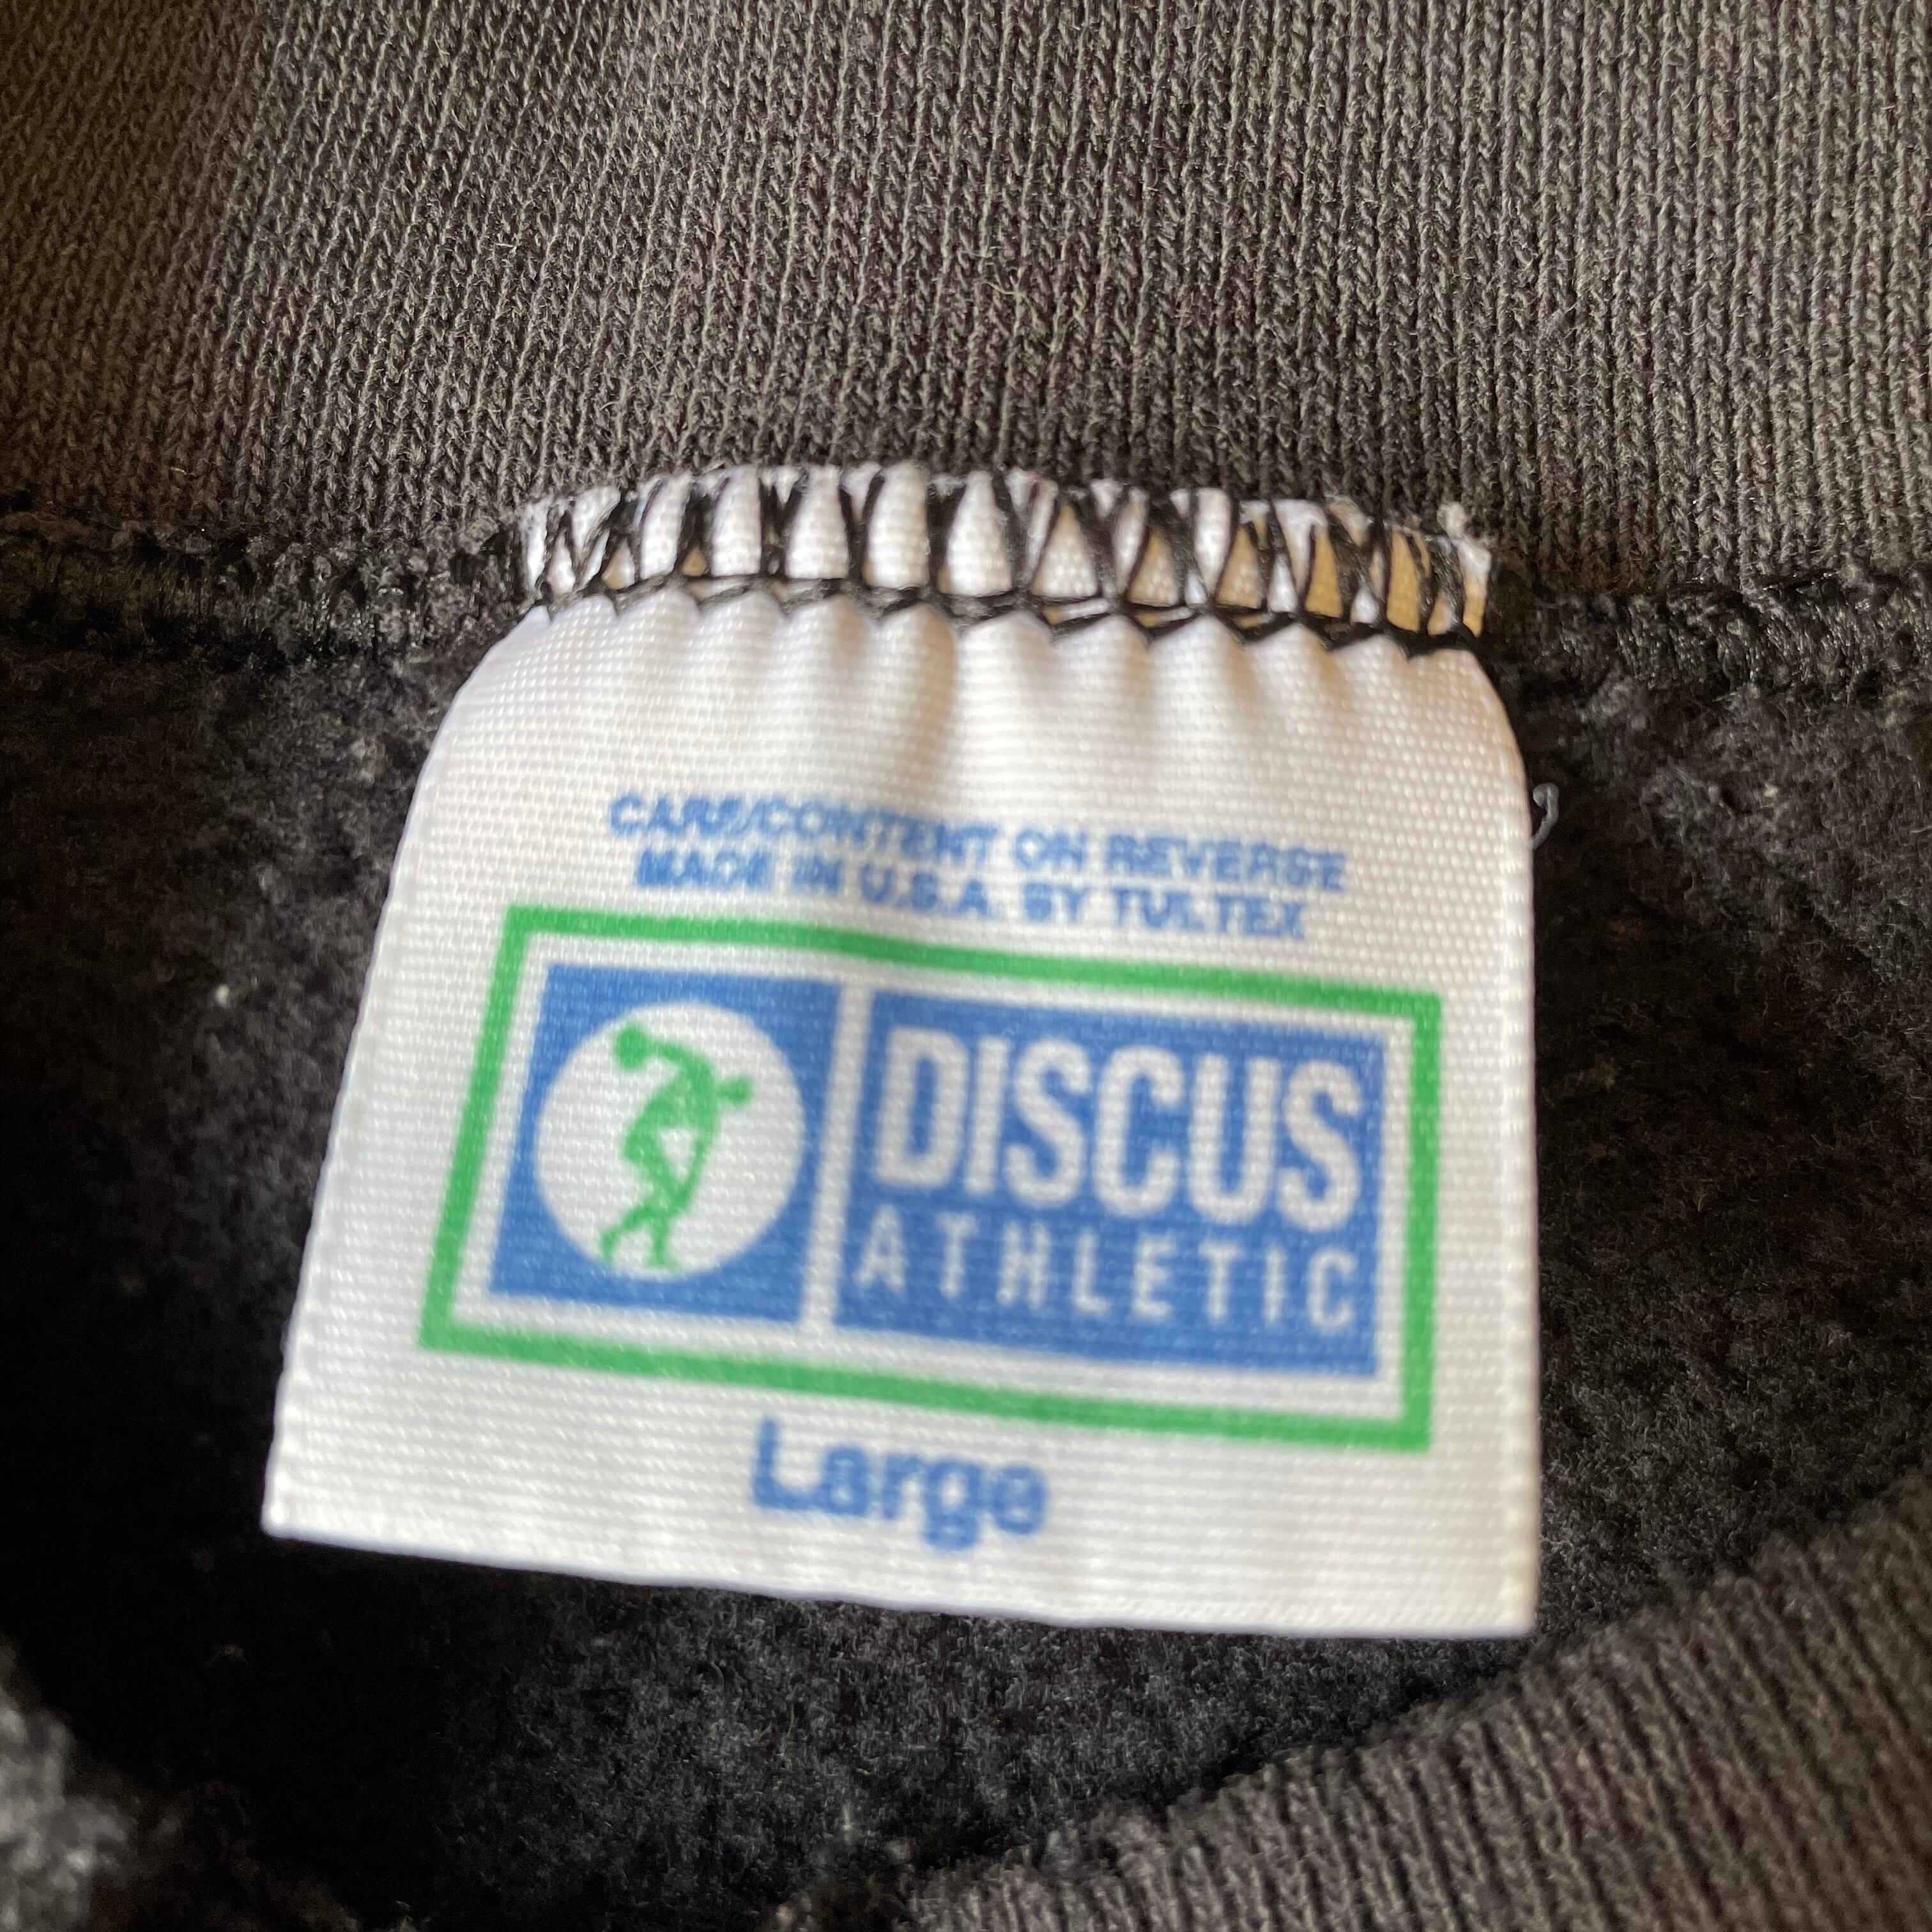 CARE/CONTENT ON REVERSE
MADE IN U.S.A. BY TULTEX
DISCUS
ATHLETIC
Large